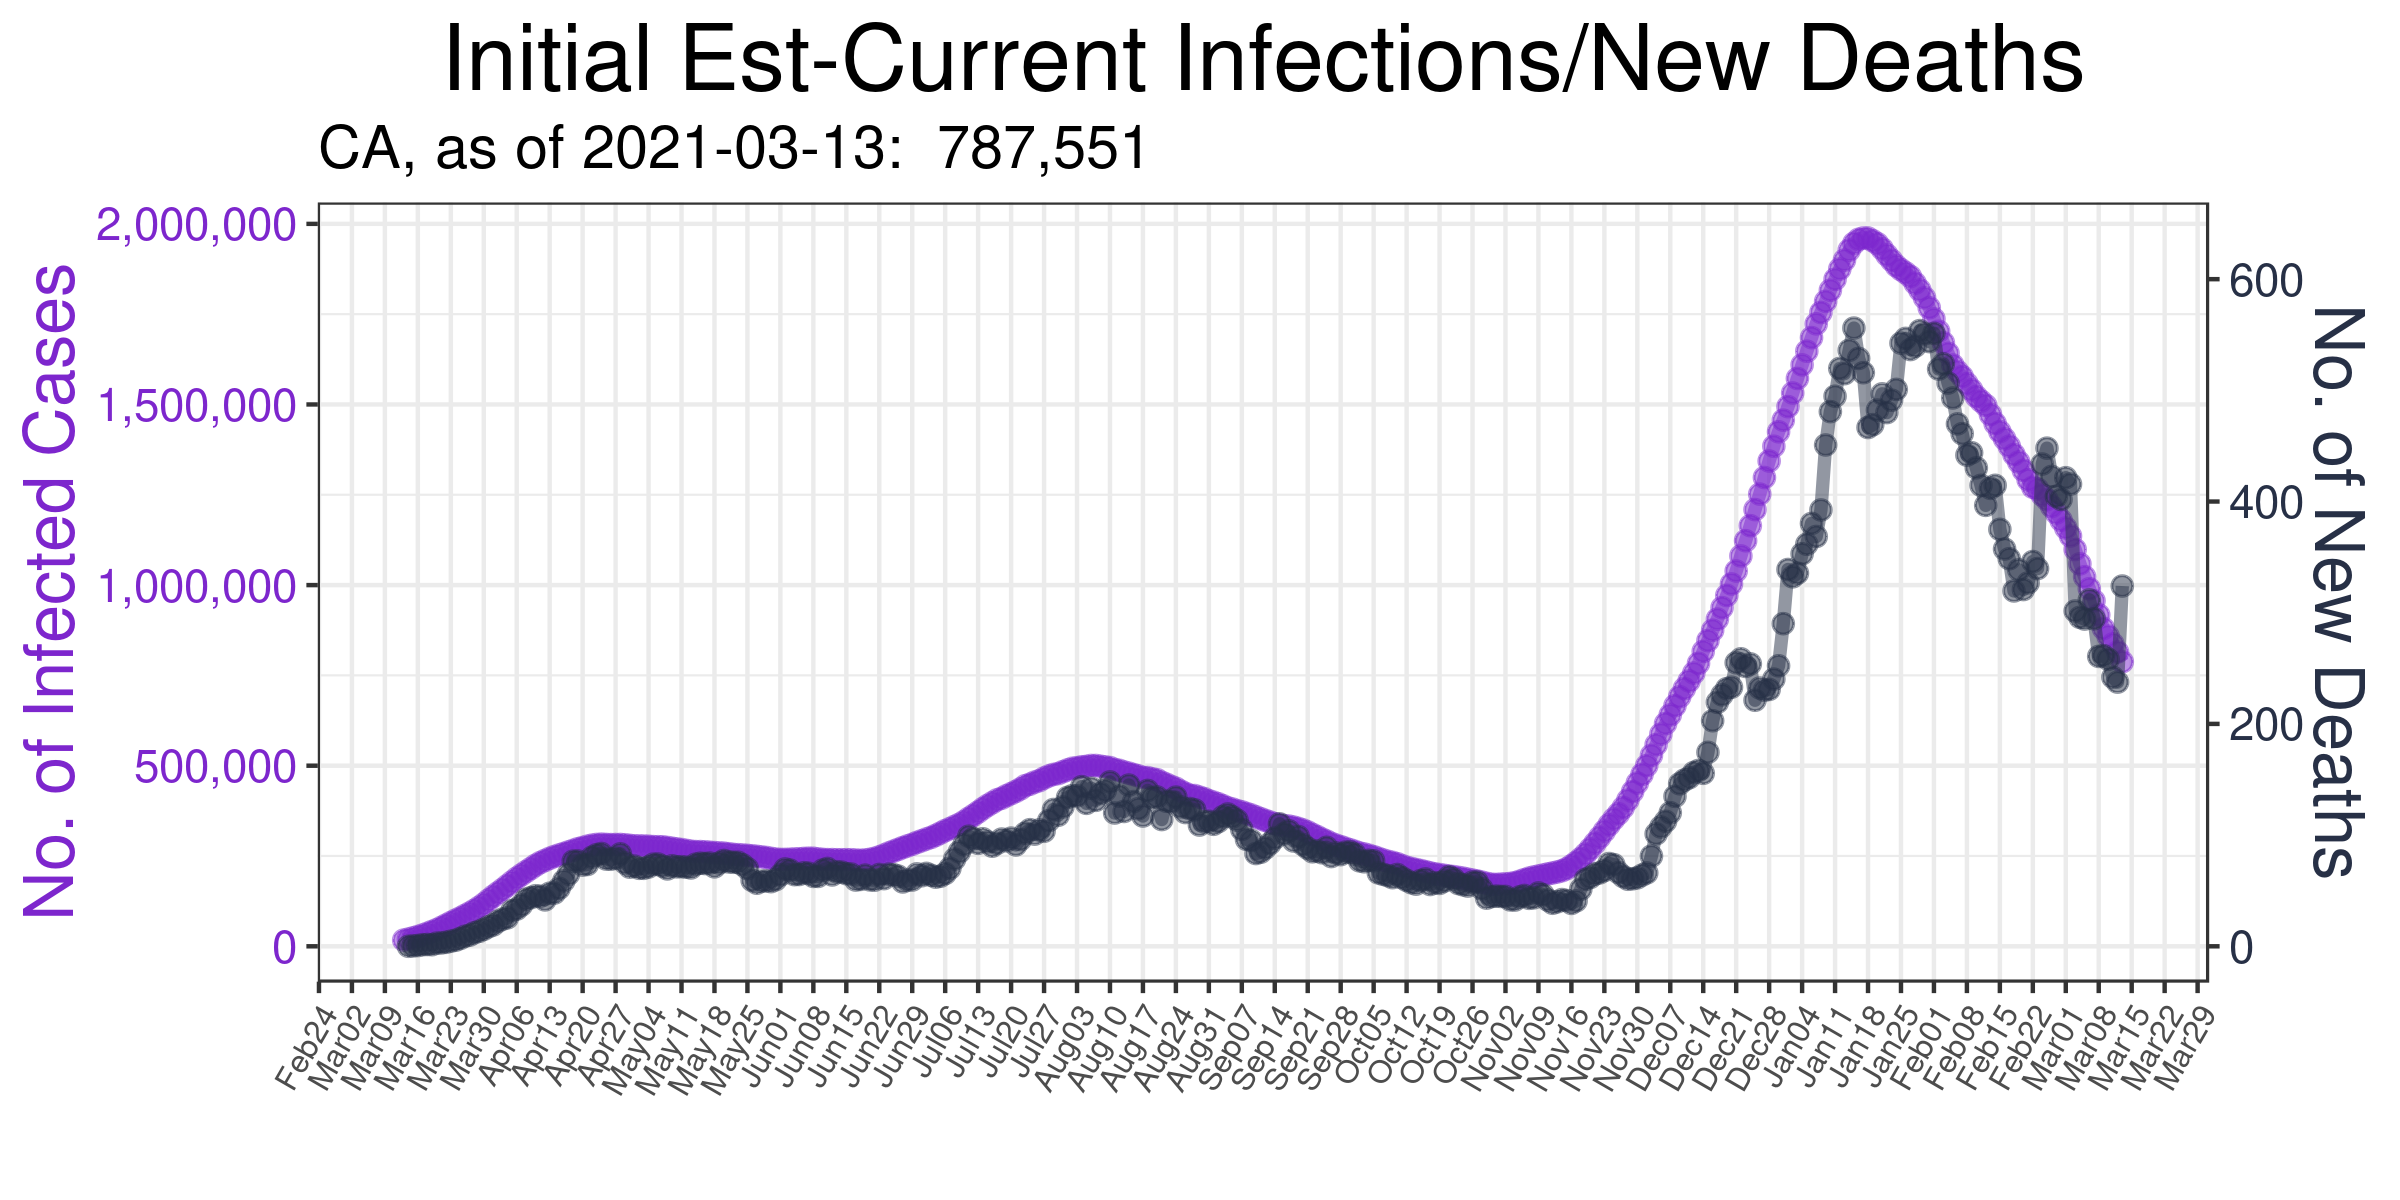 Initial Est-Current Infections/New Deaths
CA, as of 2021-03-13:  787,551
No. of Infected Cases
2,000,000
1,500,000
1,000,000
500,000
0
600
400
200
0
No. of New Deaths
Feb24
Mar02
Mar09
Mar16
Mar23
Mar30
Apr06
Apr13
Apr20
Apr27
May04
May11
May18
May25
Jun01
Jun08
Jun15
Jun22
Jun29
Jul06
Jul13
Jul20
Jul27
Aug03
Aug10
Aug17
Aug24
Aug31
Sep07
Sep14
Sep21
Sep28
Oct05
Oct12
Oct19
Oct26
Nov02
Nov09
Nov16
Nov23
Nov30
Dec07
Dec14
Dec21
Dec28
Jan04
Jan11
Jan18
Jan25
Feb01
Feb08
Feb15
Feb22
Mar01
Mar08
Mar15
Mar22
Mar29